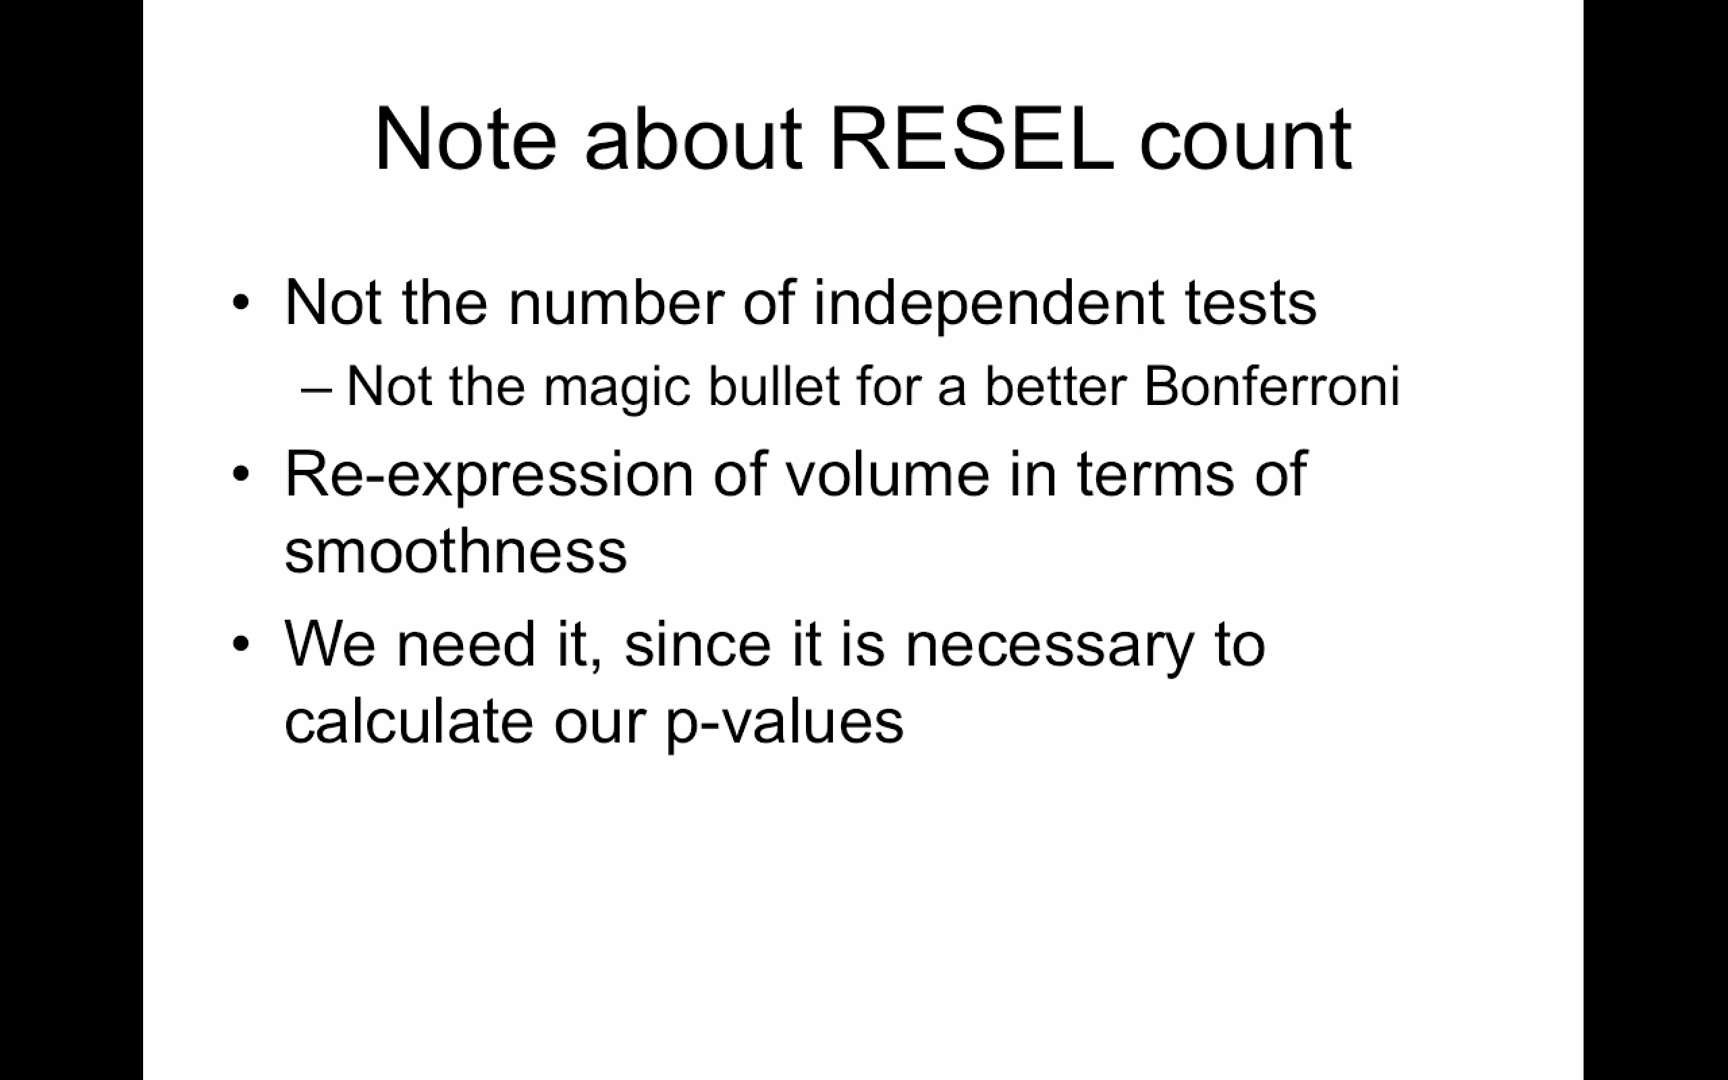 Note about RESEL count
• Not the number of independent tests
– Not the magic bullet for a better Bonferroni
• Re-expression of volume in terms of
smoothness
• We need it, since it is necessary to
calculate our p-values